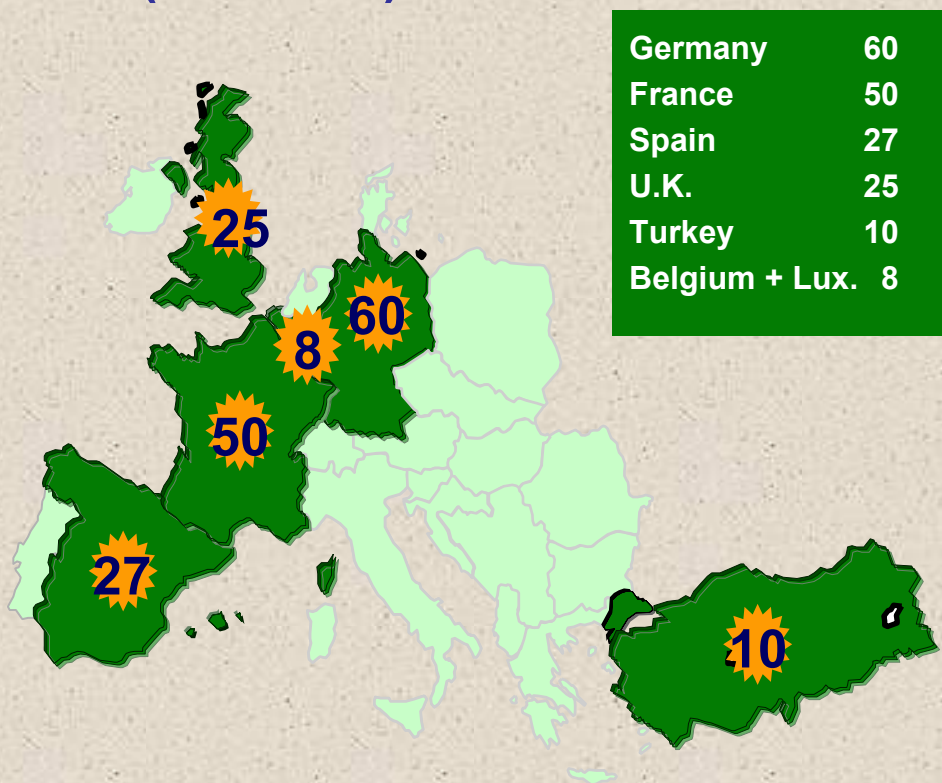 Germany 60
France 50
Spain 27
U.K. 25
Turkey 10
Belgium + Lux. 8
25
60
8
50
27
10